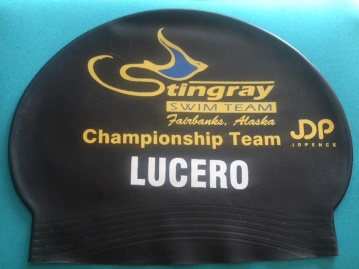 Stingray
SWIM TEAM
Fairbanks, Alaska
Championship Team
JDP
JDPENCE
LUCERO